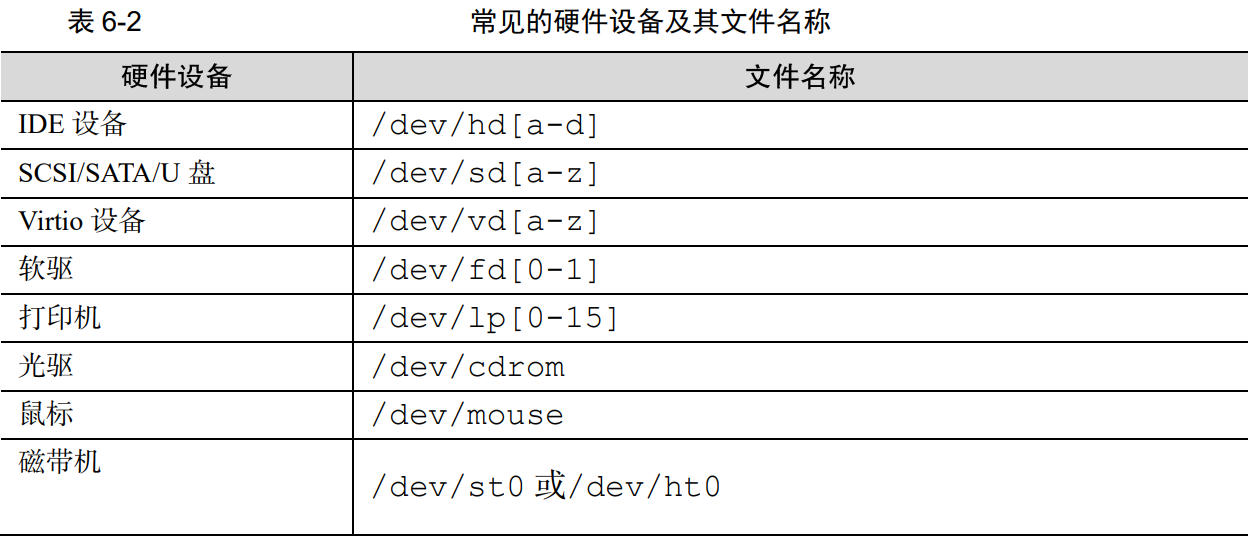 表 6-2 常见的硬件设备及其文件名称
硬件设备 文件名称
IDE 设备 /dev/hd[a-d]
SCSI/SATA/U 盘 /dev/sd[a-z]
Virtio 设备 /dev/vd[a-z]
软驱 /dev/fd[0-1]
打印机 /dev/lp[0-15]
光驱 /dev/cdrom
鼠标 /dev/mouse
磁带机 /dev/st0 或/dev/ht0